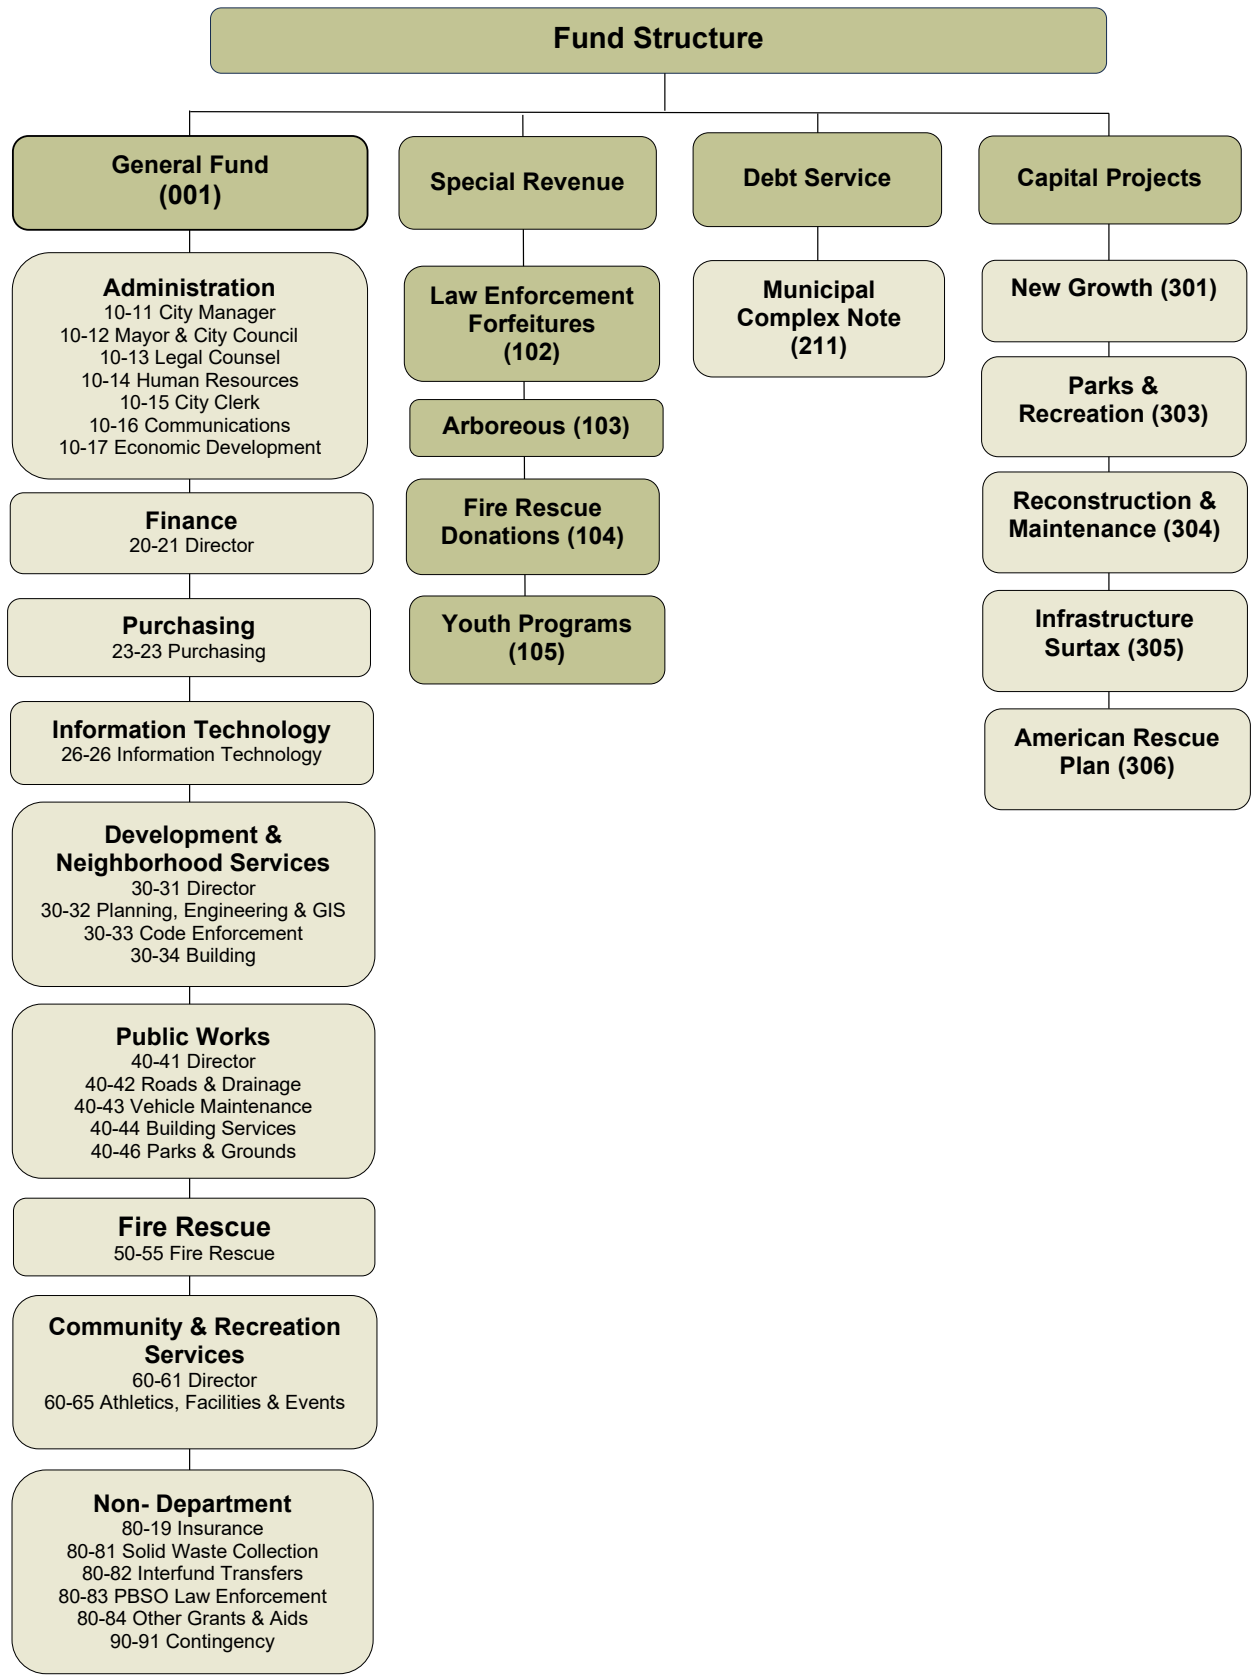 Fund Structure
General Fund
(001)
Administration
10-11 City Manager
10-12 Mayor & City Council
10-13 Legal Counsel
10-14 Human Resources
10-15 City Clerk
10-16 Communications
10-17 Economic Development
Finance
20-21 Director
Purchasing
23-23 Purchasing
Information Technology
26-26 Information Technology
Development &
Neighborhood Services
30-31 Director
30-32 Planning, Engineering & GIS
30-33 Code Enforcement
30-34 Building
Public Works
40-41 Director
40-42 Roads & Drainage
40-43 Vehicle Maintenance
40-44 Building Services
40-46 Parks & Grounds
Fire Rescue
50-55 Fire Rescue
Community & Recreation
Services
60-61 Director
60-65 Athletics, Facilities & Events
Non- Department
80-19 Insurance
80-81 Solid Waste Collection
80-82 Interfund Transfers
80-83 PBSO Law Enforcement
80-84 Other Grants & Aids
90-91 Contingency
Special Revenue
Law Enforcement
Forfeitures
(102)
Arboreous (103)
Fire Rescue
Donations (104)
Youth Programs
(105)
Debt Service
Municipal
Complex Note
(211)
Capital Projects
New Growth (301)
Parks &
Recreation (303)
Reconstruction &
Maintenance (304)
Infrastructure
Surtax (305)
American Rescue
Plan (306)